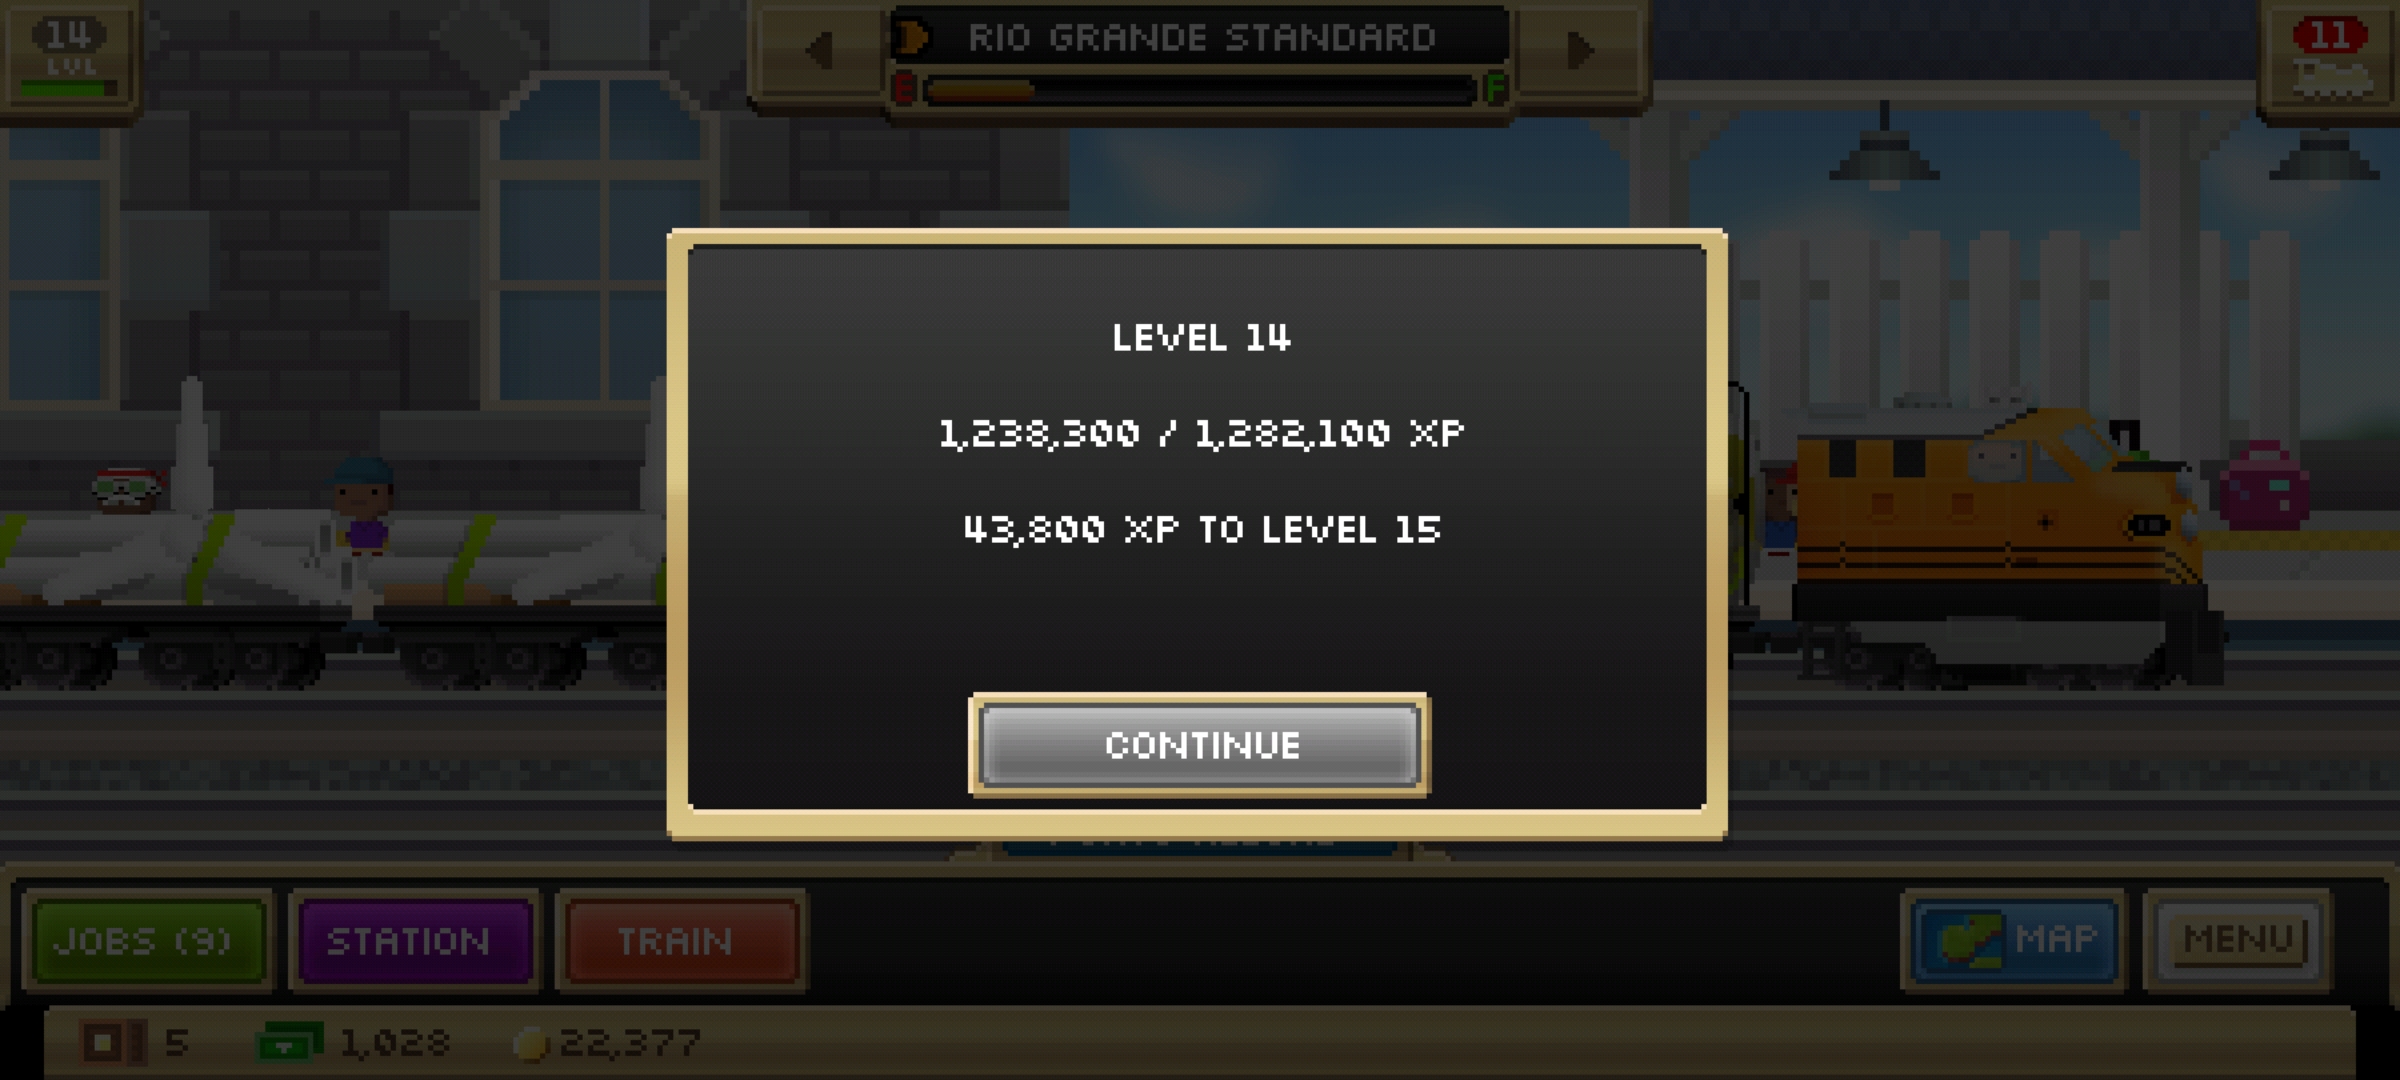 14
LVL
RIO GRANDE STANDARD
E F
11
LEVEL 14
1,238,300 / 1,282,100 XP
43,800 XP TO LEVEL 15
CONTINUE
JOBS (9)
STATION
TRAIN
MAP
MENU
5
1,028
22,377